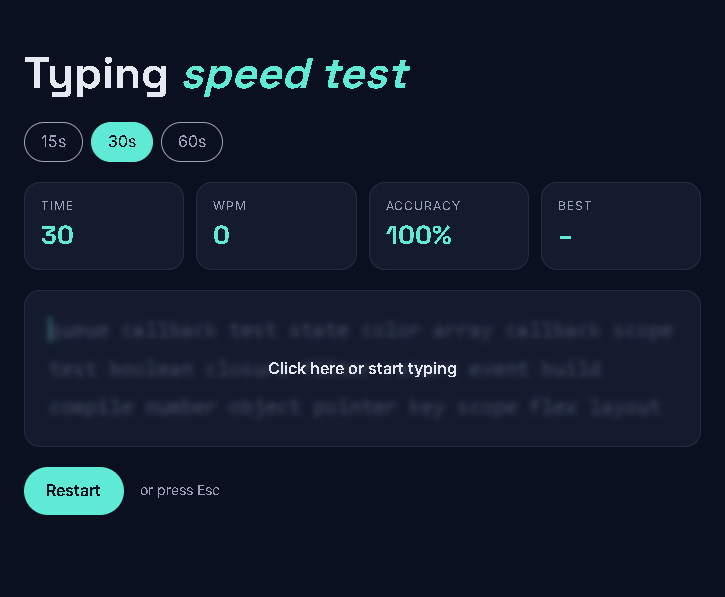 Typing speed test
15s 30s 60s
TIME WPM ACCURACY BEST
30 0 100% –
queue callback test state color array callback scope
test boolean closure event build
Click here or start typing
compile number object pointer key scope flex layout
Restart or press Esc